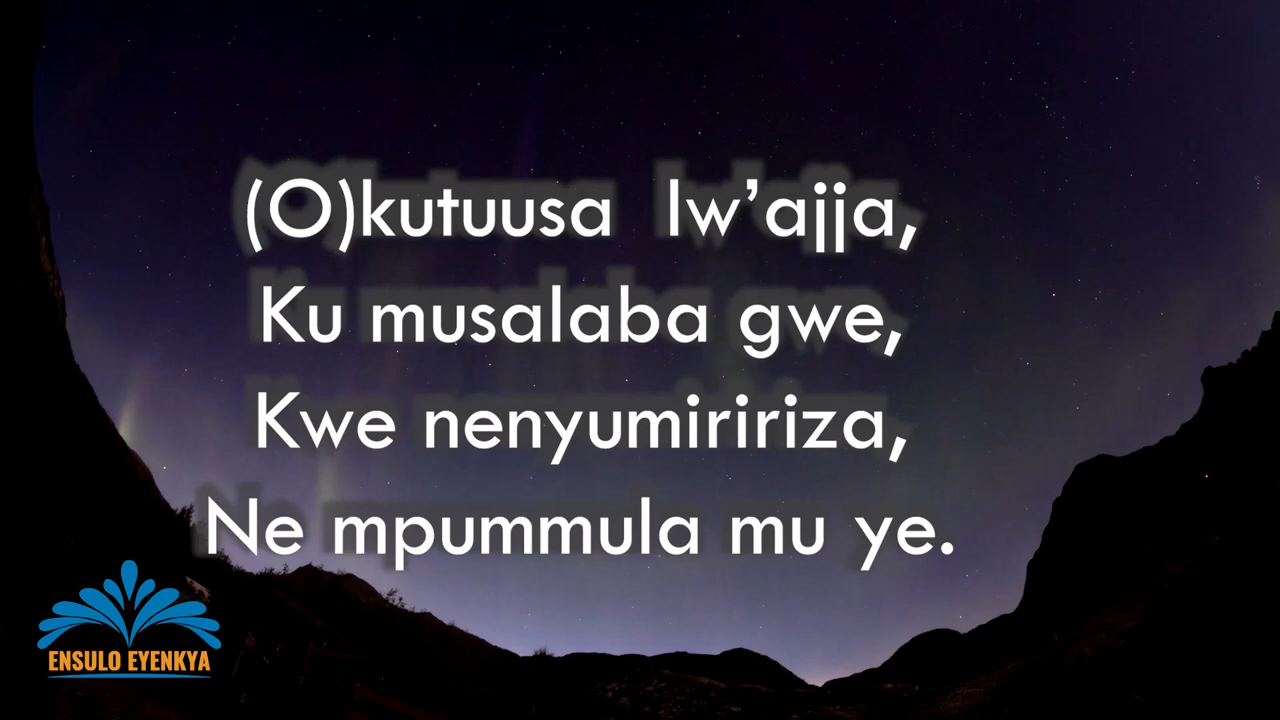 (O)kutuusa lw’ajja,
Ku musalaba gwe,
Kwe nenyumiririza,
Ne mpummula mu ye.
ENSULO EYENKYA